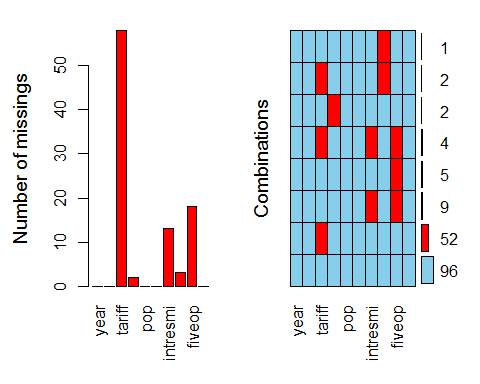 Number of missings
0
10
20
30
40
50
year
tariff
pop
intresmi
fiveop
Combinations
year
tariff
pop
intresmi
fiveop
1
2
2
4
5
9
52
96